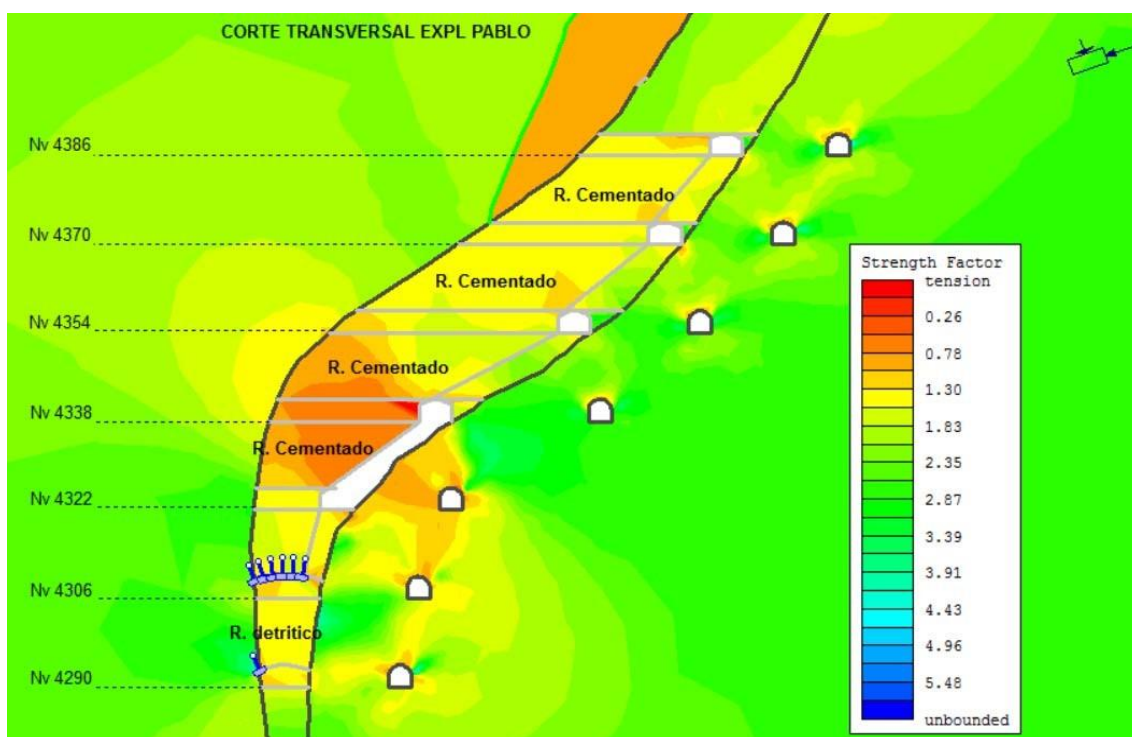 CORTE TRANSVERSAL EXPL PABLO
Nv 4386
R. Cementado
Nv 4370
R. Cementado
Nv 4354
R. Cementado
Nv 4338
R. Cementado
Nv 4322
Nv 4306
R. detritico
Nv 4290
Strength Factor
tension
0.26
0.78
1.30
1.83
2.35
2.87
3.39
3.91
4.43
4.96
5.48
unbounded